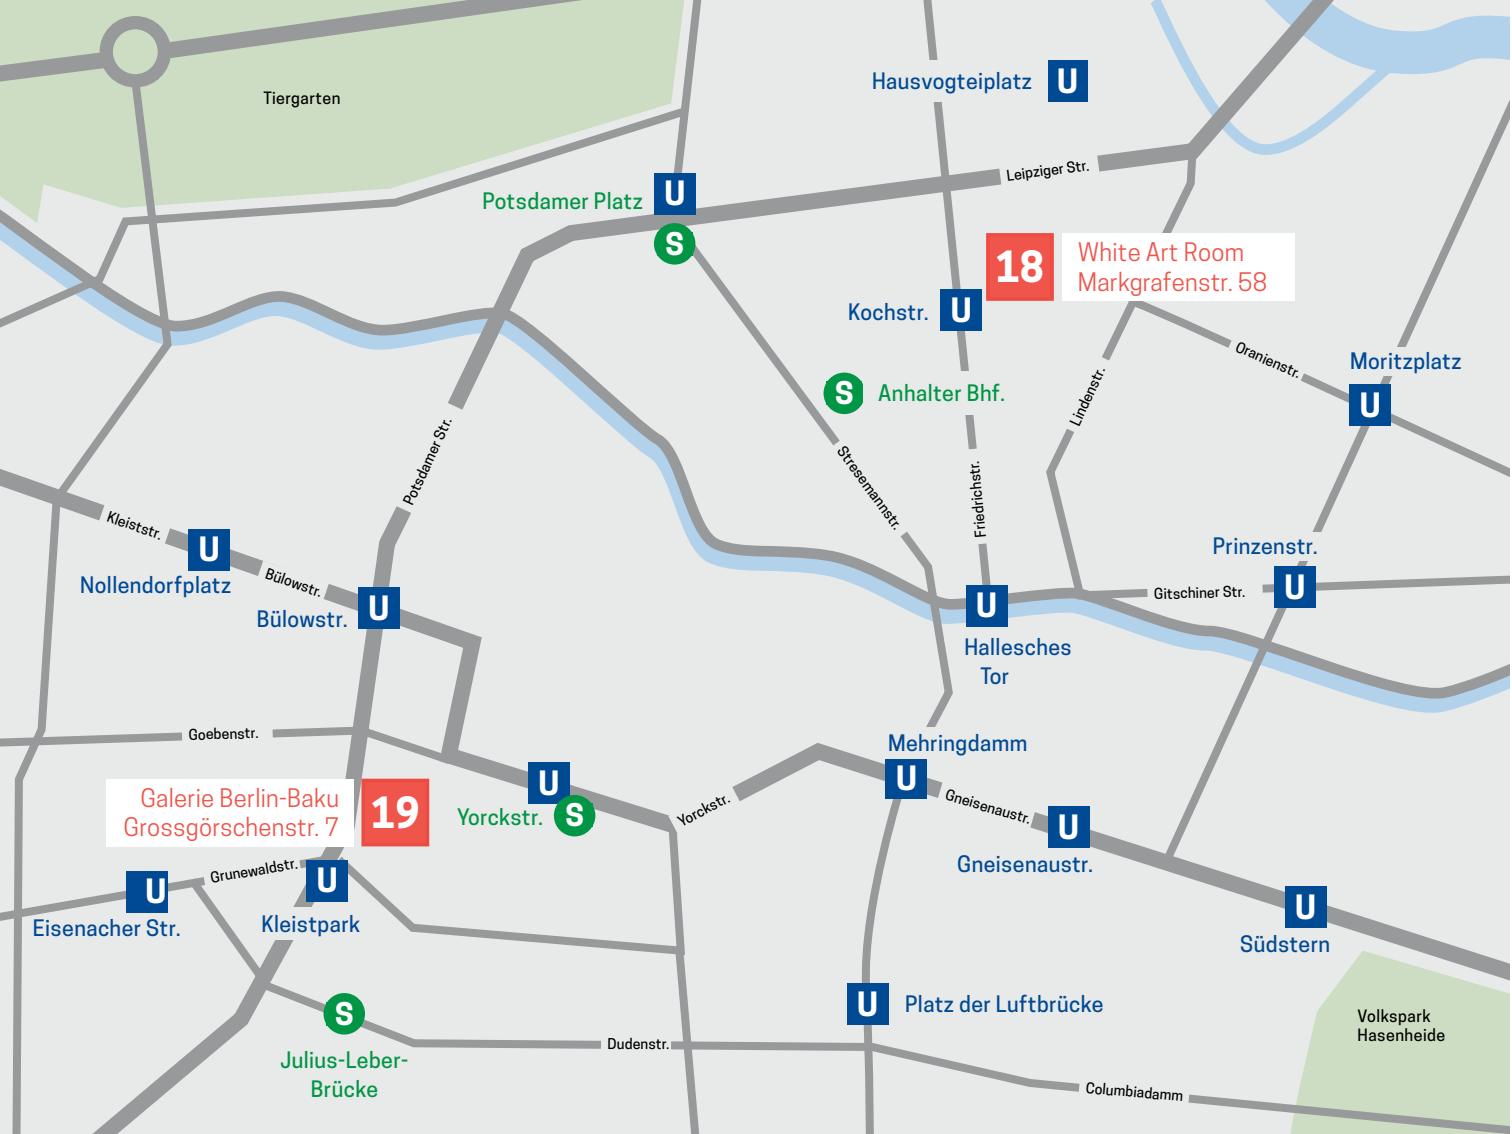 Tiergarten
Hausvogteiplatz
U
Leipziger Str.
Potsdamer Platz
U
S
18
White Art Room
Markgrafenstr. 58
Kochstr.
U
Oranienstr.
Moritzplatz
U
S
Anhalter Bhf.
Lindenstr.
Potsdamer Str.
Stresemannstr.
Friedrichstr.
Kleiststr.
U
Nollendorfplatz
Bülowstr.
Bülowstr.
U
Prinzenstr.
U
Gitschiner Str.
U
Hallesches
Tor
Goebenstr.
Mehringdamm
U
Galerie Berlin-Baku
Grossgörschenstr. 7
19
U
Yorckstr.
S
Yorckstr.
Gneisenaustr.
U
Gneisenaustr.
Grunewaldstr.
U
Eisenacher Str.
U
Kleistpark
U
Südstern
U
Platz der Luftbrücke
Volkspark
Hasenheide
S
Julius-Leber-
Brücke
Dudenstr.
Columbiadamm